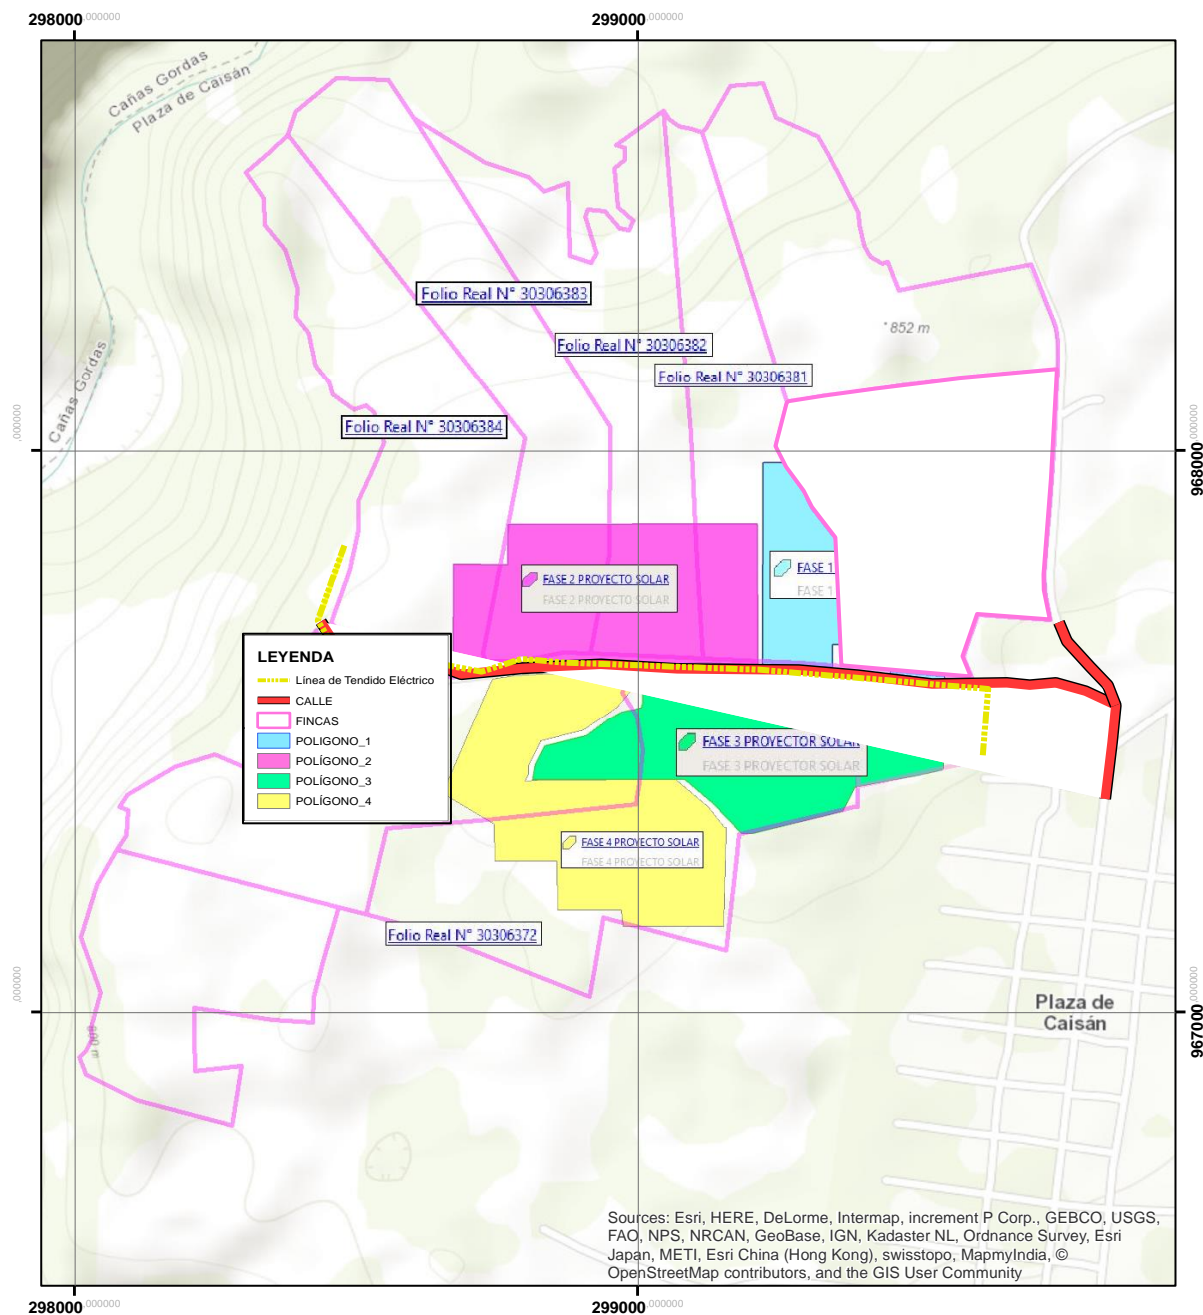 298000.000000
299000.000000
Cañas Gordas
Plaza de Caisán
Folio Real N° 30306383
852 m
Folio Real N° 30306382
Folio Real N° 30306381
Cañas Gordas
Folio Real N° 30306384
968000.000000
.000000
FASE 1
FASE 1
FASE 2 PROYECTO SOLAR
FASE 2 PROYECTO SOLAR
LEYENDA
Línea de Tendido Eléctrico
CALLE
FINCAS
POLIGONO_1
POLÍGONO_2
POLÍGONO_3
POLÍGONO_4
FASE 3 PROYECTOR SOLAR
FASE 3 PROYECTOR SOLAR
FASE 4 PROYECTO SOLAR
FASE 4 PROYECTO SOLAR
Folio Real N° 30306372
Plaza de
Caisán
967000.000000
.000000
800 m
Sources: Esri, HERE, DeLorme, Intermap, increment P Corp., GEBCO, USGS,
FAO, NPS, NRCAN, GeoBase, IGN, Kadaster NL, Ordnance Survey, Esri
Japan, METI, Esri China (Hong Kong), swisstopo, MapmyIndia, ©
OpenStreetMap contributors, and the GIS User Community
298000.000000
299000.000000